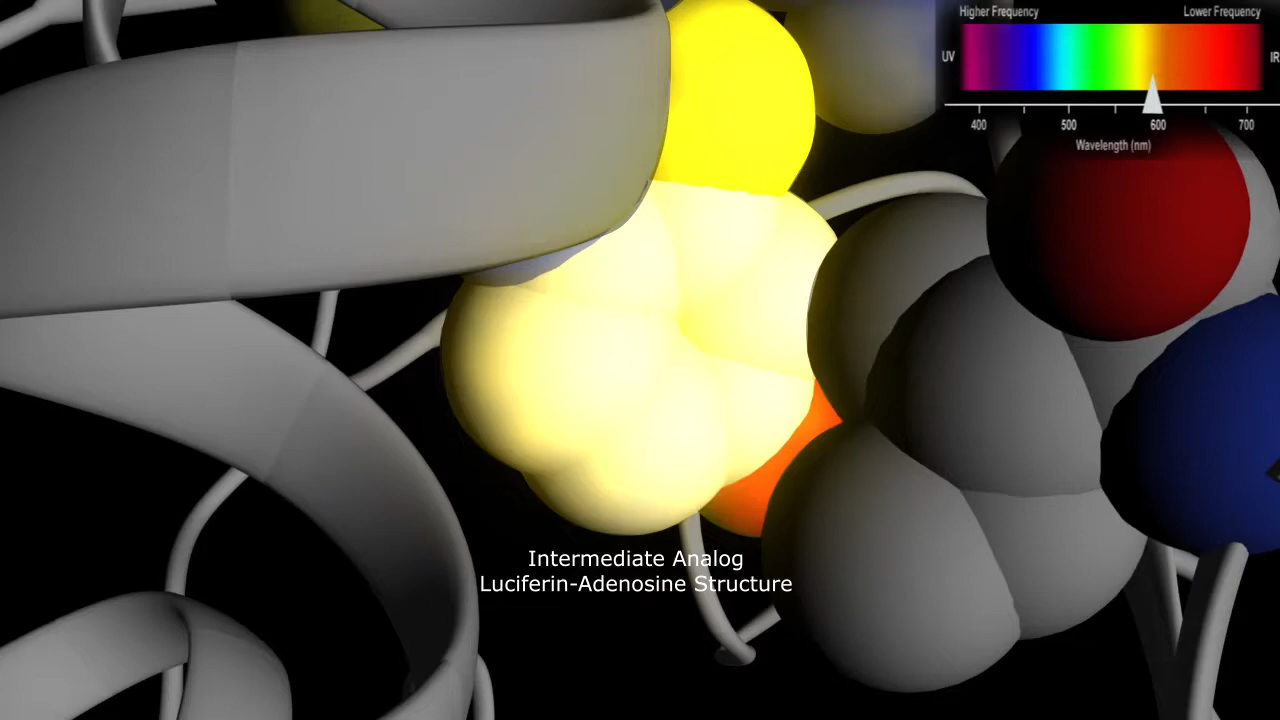 Higher Frequency Lower Frequency
UV IR
400 500 600 700
Wavelength (nm)
Intermediate Analog
Luciferin-Adenosine Structure